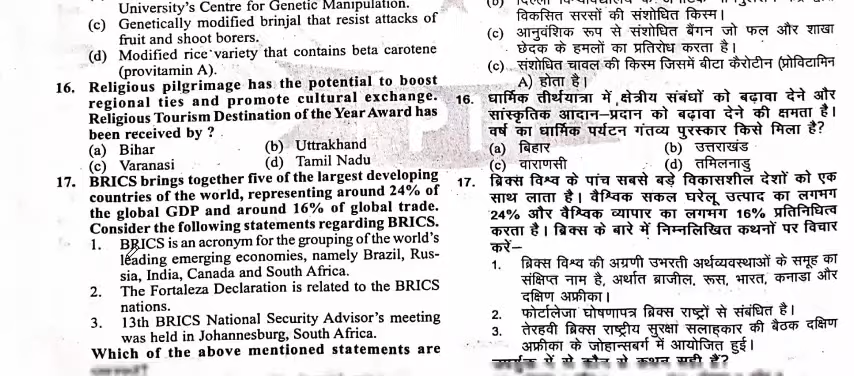 University's Centre for Genetic Manipulation.
(c) Genetically modified brinjal that resist attacks of
fruit and shoot borers.
(d) Modified rice variety that contains beta carotene
(provitamin A).
16. Religious pilgrimage has the potential to boost
regional ties and promote cultural exchange.
Religious Tourism Destination of the Year Award has
been received by ?
(a) Bihar (b) Uttrakhand
(c) Varanasi (d) Tamil Nadu
17. BRICS brings together five of the largest developing
countries of the world, representing around 24% of
the global GDP and around 16% of global trade.
Consider the following statements regarding BRICS.
1. BRICS is an acronym for the grouping of the world's
leading emerging economies, namely Brazil, Rus-
sia, India, Canada and South Africa.
2. The Fortaleza Declaration is related to the BRICS
nations.
3. 13th BRICS National Security Advisor's meeting
was held in Johannesburg, South Africa.
Which of the above mentioned statements are
विकसित सरसों की संशोधित किस्म।
(c) आनुवंशिक रूप से संशोधित बैंगन जो फल और शाखा
छेदक के हमलों का प्रतिरोध करता है।
(c) संशोधित चावल की किस्म जिसमें बीटा कैरोटीन (प्रोविटामिन
A) होता है।
16. धार्मिक तीर्थयात्रा में क्षेत्रीय संबंधों को बढ़ावा देने और
सांस्कृतिक आदान-प्रदान को बढ़ावा देने की क्षमता है।
वर्ष का धार्मिक पर्यटन गंतव्य पुरस्कार किसे मिला है?
(a) बिहार (b) उत्तराखंड
(c) वाराणसी (d) तमिलनाडु
17. ब्रिक्स विश्व के पांच सबसे बड़े विकासशील देशों को एक
साथ लाता है। वैश्विक सकल घरेलू उत्पाद का लगभग
24% और वैश्विक व्यापार का लगभग 16% प्रतिनिधित्व
करता है। ब्रिक्स के बारे में निम्नलिखित कथनों पर विचार
करें-
1. ब्रिक्स विश्व की अग्रणी उभरती अर्थव्यवस्थाओं के समूह का
संक्षिप्त नाम है, अर्थात ब्राजील, रूस, भारत, कनाडा और
दक्षिण अफ्रीका।
2. फोर्टालेजा घोषणापत्र ब्रिक्स राष्ट्रों से संबंधित है।
3. तेरहवी ब्रिक्स राष्ट्रीय सुरक्षा सलाहकार की बैठक दक्षिण
अफ्रीका के जोहान्सबर्ग में आयोजित हुई।